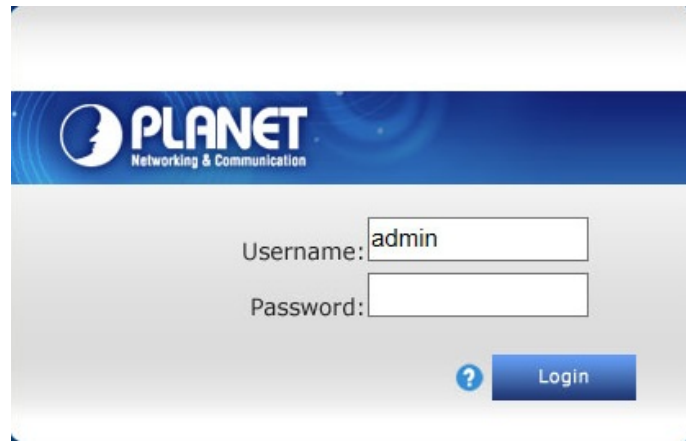 PLANET
Networking & Communication
Username: admin
Password:
? Login